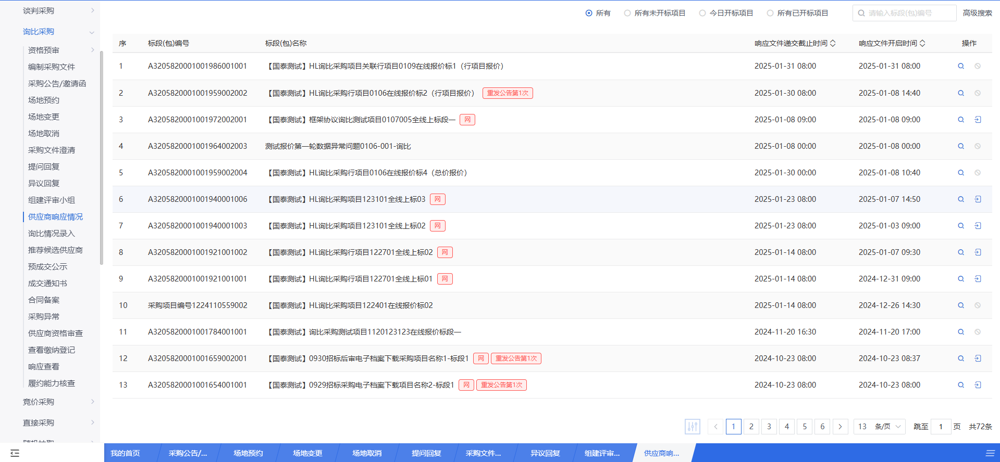 谈判采购
询比采购
资格预审
编制采购文件
采购公告/邀请函
场地预约
场地变更
场地取消
采购文件澄清
提问回复
异议回复
组建评审小组
供应商响应情况
询比情况录入
推荐候选供应商
预成交公示
成交通知书
合同备案
采购异常
供应商资格审查
查看缴纳登记
响应查看
履约能力核查
竞价采购
直接采购
所有 所有未开标项目 今日开标项目 所有已开标项目 请输入标段(包)编号 高级搜索
序 标段(包)编号 标段(包)名称 响应文件递交截止时间 响应文件开启时间 操作
1 A3205820001001986001001 【国泰测试】HL询比采购项目关联行项目0109在线报价标1（行项目报价） 2025-01-31 08:00 2025-01-31 08:00
2 A3205820001001959002002 【国泰测试】HL询比采购行项目0106在线报价标2（行项目报价） 重发公告第1次 2025-01-30 08:00 2025-01-08 14:40
3 A3205820001001972002001 【国泰测试】框架协议询比测试项目0107005全线上标段一 网 2025-01-08 09:00 2025-01-08 09:00
4 A3205820001001964002003 测试报价第一轮数据异常问题0106-001-询比 2025-01-08 00:00 2025-01-08 00:00
5 A3205820001001959002004 【国泰测试】HL询比采购行项目0106在线报价标4（总价报价） 2025-01-30 00:00 2025-01-08 10:40
6 A3205820001001940001006 【国泰测试】HL询比采购项目123101全线上标03 网 2025-01-23 08:00 2025-01-07 14:50
7 A3205820001001940001003 【国泰测试】HL询比采购项目123101全线上标02 网 2025-01-23 08:00 2025-01-03 09:00
8 A3205820001001921001002 【国泰测试】HL询比采购行项目122701全线上标02 网 2025-01-14 08:00 2025-01-07 09:30
9 A3205820001001921001001 【国泰测试】HL询比采购行项目122701全线上标01 网 2025-01-14 08:00 2024-12-31 09:00
10 采购项目编号1224110559002 【国泰测试】HL询比采购项目122401在线报价标02 2025-01-14 08:00 2024-12-26 14:30
11 A3205820001001784001001 【国泰测试】询比采购测试项目1120123123在线报价标段一 2024-11-20 16:30 2024-11-20 17:00
12 A3205820001001659002001 【国泰测试】0930招标后审电子档案下载采购项目名称1-标段1 网 重发公告第1次 2024-10-23 08:00 2024-10-23 08:37
13 A3205820001001654001001 【国泰测试】0929招标采购电子档案下载项目名称2-标段1 网 重发公告第1次 2024-10-23 08:00 2024-10-23 08:00
1 2 3 4 5 6 13 条/页 跳至 1 页 共72条
我的首页 采购公告/... 场地预约 场地变更 场地取消 提问回复 采购文件... 异议回复 组建评审... 供应商响...